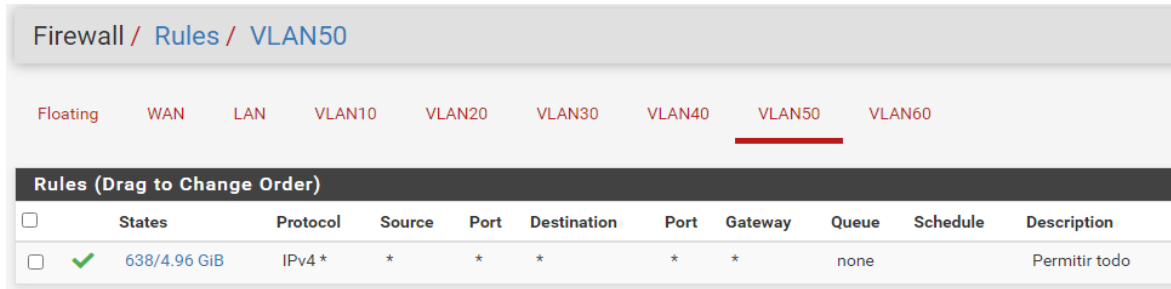 Firewall / Rules / VLAN50
Floating WAN LAN VLAN10 VLAN20 VLAN30 VLAN40 VLAN50 VLAN60
Rules (Drag to Change Order)
States Protocol Source Port Destination Port Gateway Queue Schedule Description
638/4.96 GiB IPv4 * * * * * * none Permitir todo